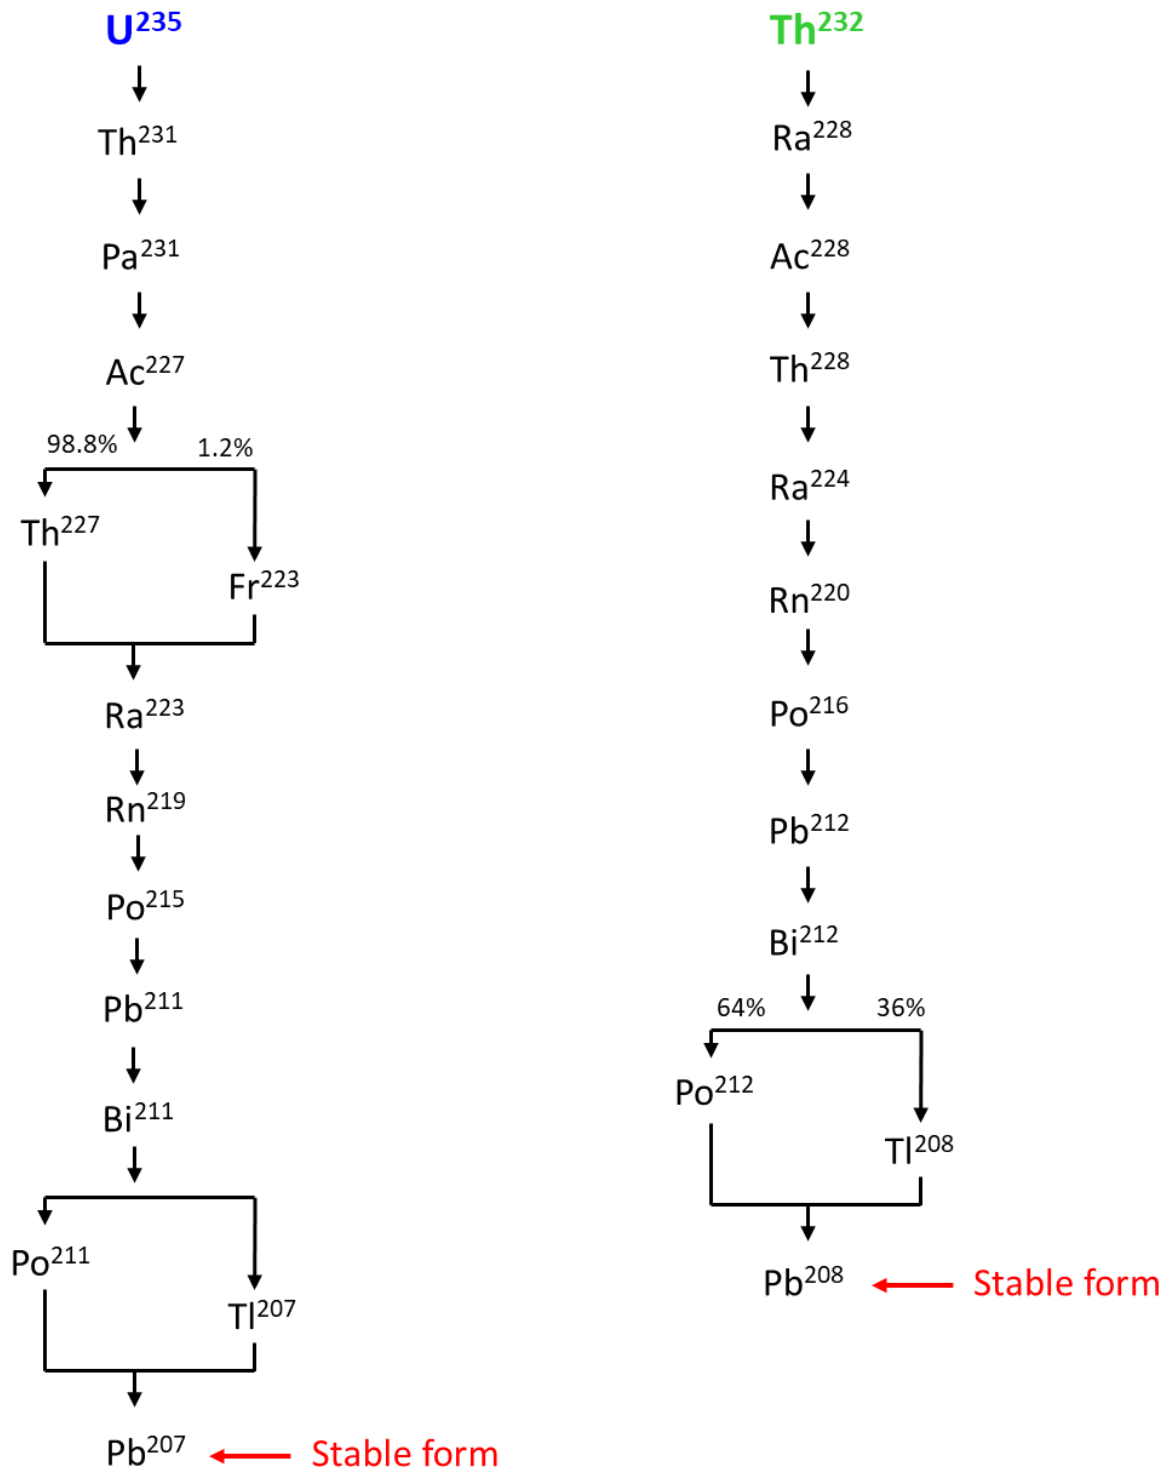 U235
Th231
Pa231
Ac227
98.8% 1.2%
Th227
Fr223
Ra223
Rn219
Po215
Pb211
Bi211
Po211
Tl207
Pb207 Stable form
Th232
Ra228
Ac228
Th228
Ra224
Rn220
Po216
Pb212
Bi212
64% 36%
Po212
Tl208
Pb208 Stable form